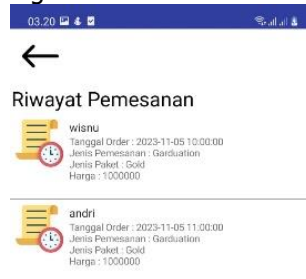 03.20
Riwayat Pemesanan
wisnu
Tanggal Order : 2023-11-05 10:00:00
Jenis Pemesanan : Garduation
Jenis Paket : Gold
Harga : 1000000
andri
Tanggal Order : 2023-11-05 11:00:00
Jenis Pemesanan : Garduation
Jenis Paket : Gold
Harga : 1000000